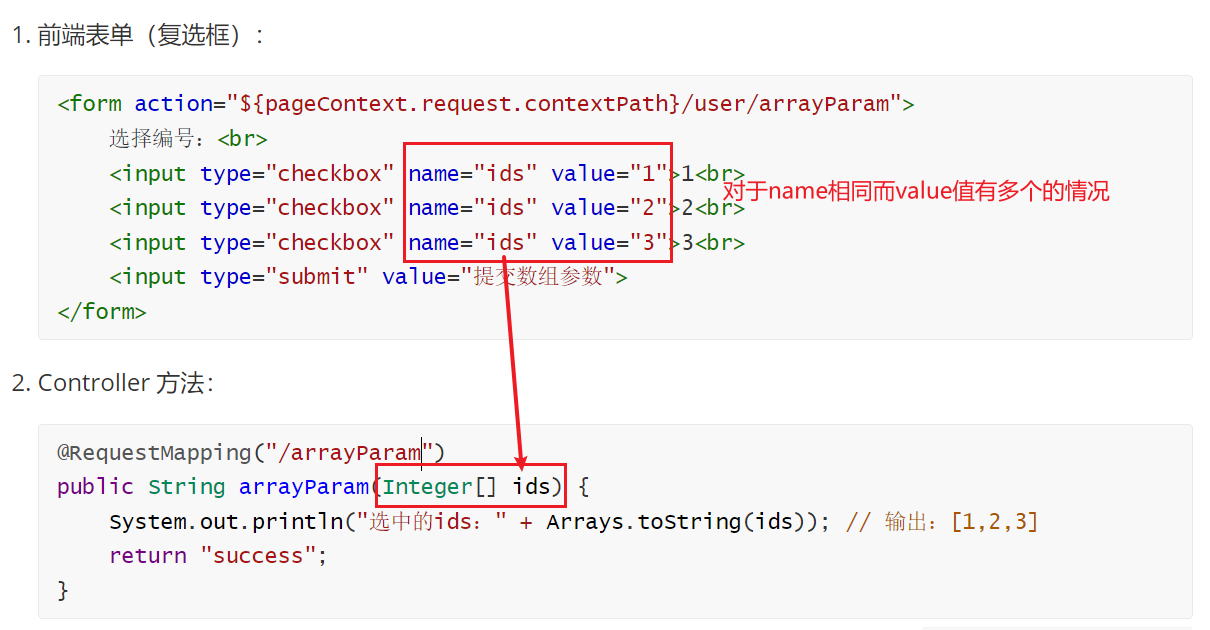 1. 前端表单（复选框）：
<form action="${pageContext.request.contextPath}/user/arrayParam">
选择编号：<br>
<input type="checkbox" name="ids" value="1">1<br>
<input type="checkbox" name="ids" value="2">2<br>
<input type="checkbox" name="ids" value="3">3<br>
对于name相同而value值有多个的情况
<input type="submit" value="提交数组参数">
</form>
2. Controller 方法：
@RequestMapping("/arrayParam")
public String arrayParam(Integer[] ids) {
System.out.println("选中的ids：" + Arrays.toString(ids)); // 输出：[1,2,3]
return "success";
}